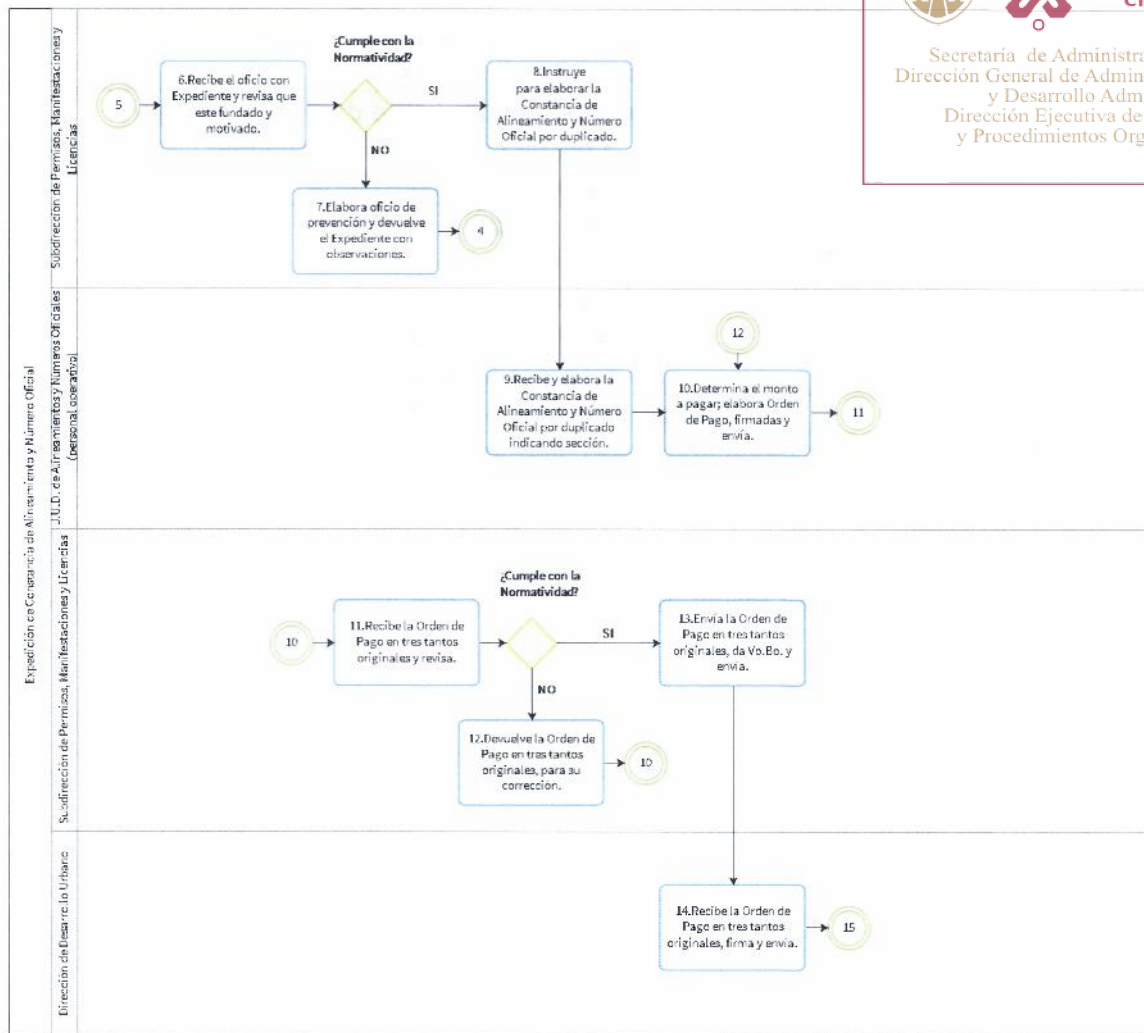 Secretaría de Administra
Dirección General de Admin
y Desarrollo Adm
Dirección Ejecutiva de
y Procedimientos Org
Expedición de Constancia de Alineamiento y Número Oficial
Subdirección de Permisos, Manifestaciones y
Licencias
5
6.Recibe el oficio con
Expediente y revisa que
este fundado y
motivado.
¿Cumple con la
Normatividad?
SI
8.Instruye
para elaborar la
Constancia de
Alineamiento y Número
Oficial por duplicado.
NO
7.Elabora oficio de
prevención y devuelve
el Expediente con
observaciones.
4
J.U.D. de Alineamientos y Números Oficiales
(personal operativo)
12
9.Recibe y elabora la
Constancia de
Alineamiento y Número
Oficial por duplicado
indicando sección.
10.Determina el monto
a pagar; elabora Orden
de Pago, firmadas y
envía.
11
Subdirección de Permisos, Manifestaciones y Licencias
10
11.Recibe la Orden de
Pago en tres tantos
originales y revisa.
¿Cumple con la
Normatividad?
SI
13.Envía la Orden de
Pago en tres tantos
originales, da Vo.Bo. y
envía.
NO
12.Devuelve la Orden de
Pago en tres tantos
originales, para su
corrección.
10
Dirección de Desarrollo Urbano
14.Recibe la Orden de
Pago en tres tantos
originales, firma y envía.
15